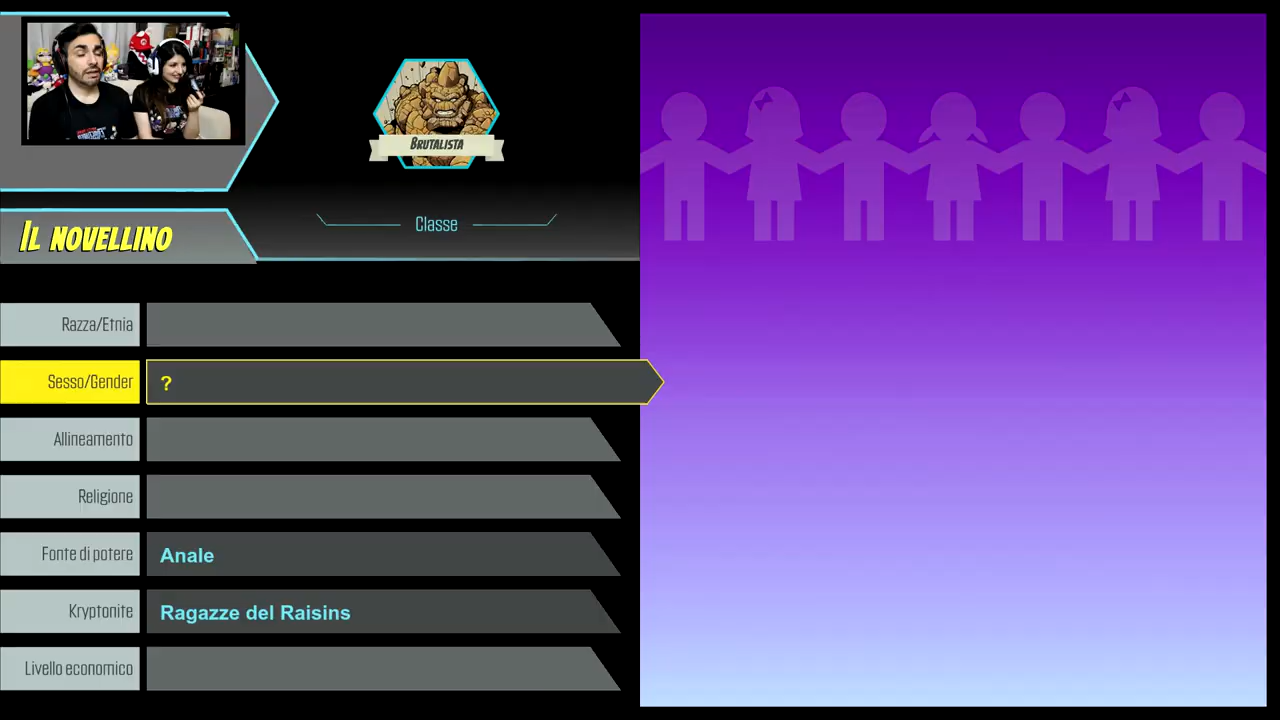 Brutalista
Classe
Il novellino
Razza/Etnia
Sesso/Gender
?
Allineamento
Religione
Fonte di potere
Anale
Kryptonite
Ragazze del Raisins
Livello economico